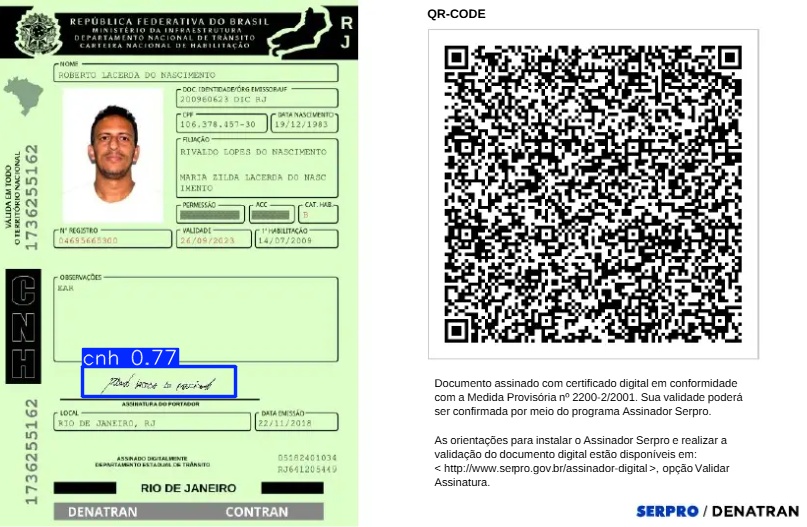 REPÚBLICA FEDERATIVA DO BRASIL
MINISTÉRIO DA INFRAESTRUTURA
DEPARTAMENTO NACIONAL DE TRÂNSITO
CARTEIRA NACIONAL DE HABILITAÇÃO
R
J
NOME
ROBERTO LACERDA DO NASCIMENTO
DOC. IDENTIDADE/ÓRG EMISSOR/UF
200960623 DIC RJ
CPF
106.378.457-30
DATA NASCIMENTO
19/12/1983
FILIAÇÃO
RIVALDO LOPES DO NASCIMENTO
MARIA ZILDA LACERDA DO NASC
IMENTO
PERMISSÃO
ACC
CAT. HAB.
B
Nº REGISTRO
04695665300
VALIDADE
26/09/2023
1ª HABILITAÇÃO
14/07/2009
VÁLIDA EM TODO
O TERRITÓRIO NACIONAL
1736255162
OBSERVAÇÕES
EAR
CNH
cnh 0.77
ASSINATURA DO PORTADOR
LOCAL
RIO DE JANEIRO, RJ
DATA EMISSÃO
22/11/2018
1736255162
ASSINADO DIGITALMENTE
DEPARTAMENTO ESTADUAL DE TRÂNSITO
05582401034
RJ641205449
RIO DE JANEIRO
DENATRAN CONTRAN
QR-CODE
Documento assinado com certificado digital em conformidade
com a Medida Provisória nº 2200-2/2001. Sua validade poderá
ser confirmada por meio do programa Assinador Serpro.
As orientações para instalar o Assinador Serpro e realizar a
validação do documento digital estão disponíveis em:
< http://www.serpro.gov.br/assinador-digital >, opção Validar
Assinatura.
SERPRO / DENATRAN